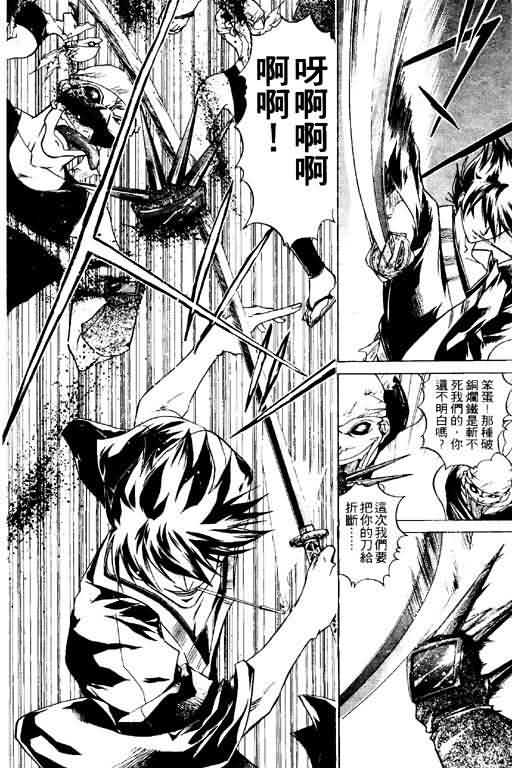 笨蛋！那種破
銅爛鐵是斬不
死我們的，你
還不明白嗎？
這次我們要
把你的刀給
折斷……
呀啊啊啊
啊啊！